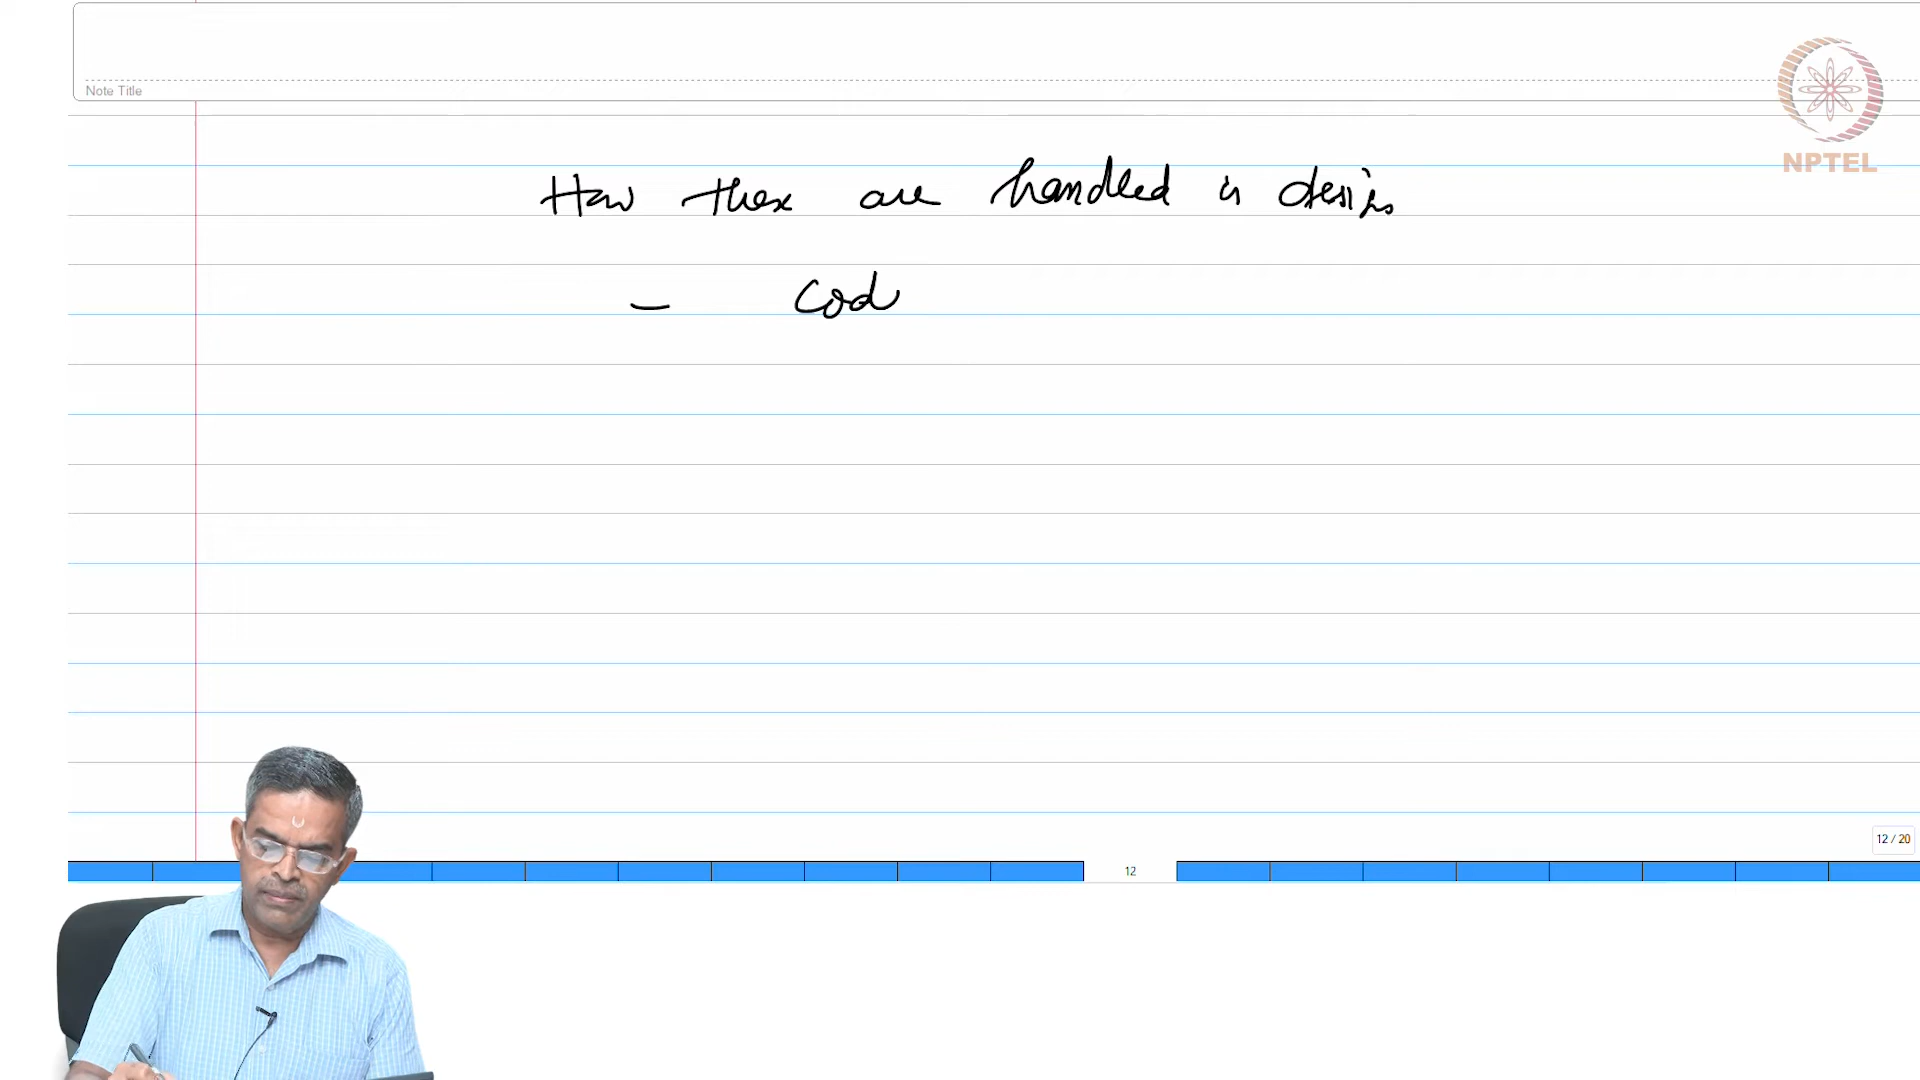 Note Title
NPTEL
How these are handled in design
- Cod
12 / 20
12